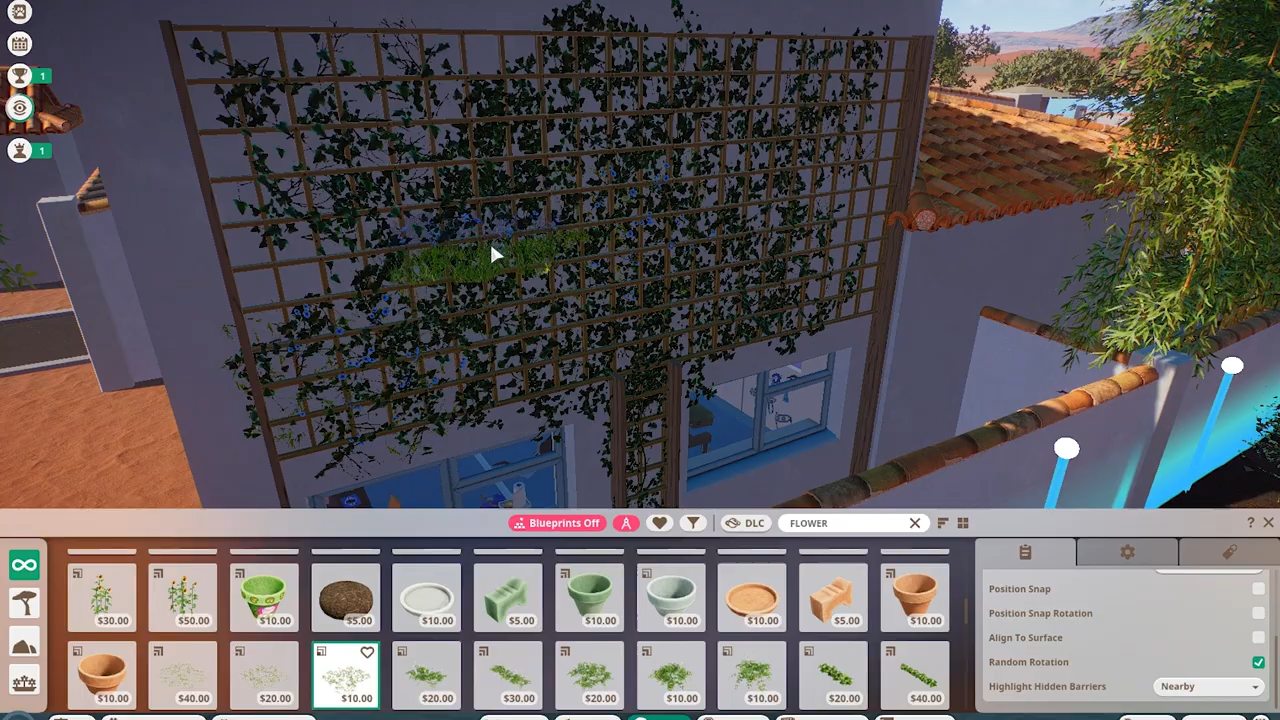 1
1
Blueprints Off
DLC
FLOWER
?
$30.00 $50.00 $10.00 $5.00 $10.00 $5.00 $10.00 $10.00 $10.00 $5.00 $10.00
$10.00 $40.00 $20.00 $10.00 $20.00 $30.00 $20.00 $10.00 $10.00 $20.00 $40.00
Position Snap
Position Snap Rotation
Align To Surface
Random Rotation
Highlight Hidden Barriers Nearby